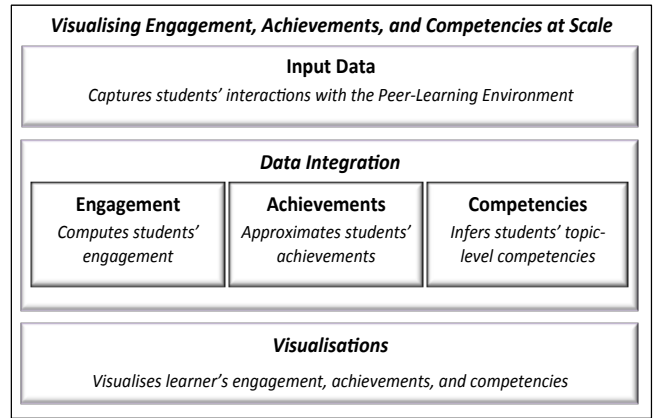 Visualising Engagement, Achievements, and Competencies at Scale
Input Data
Captures students’ interactions with the Peer-Learning Environment
Data Integration
Engagement
Computes students’
engagement
Achievements
Approximates students’
achievements
Competencies
Infers students’ topic-
level competencies
Visualisations
Visualises learner’s engagement, achievements, and competencies